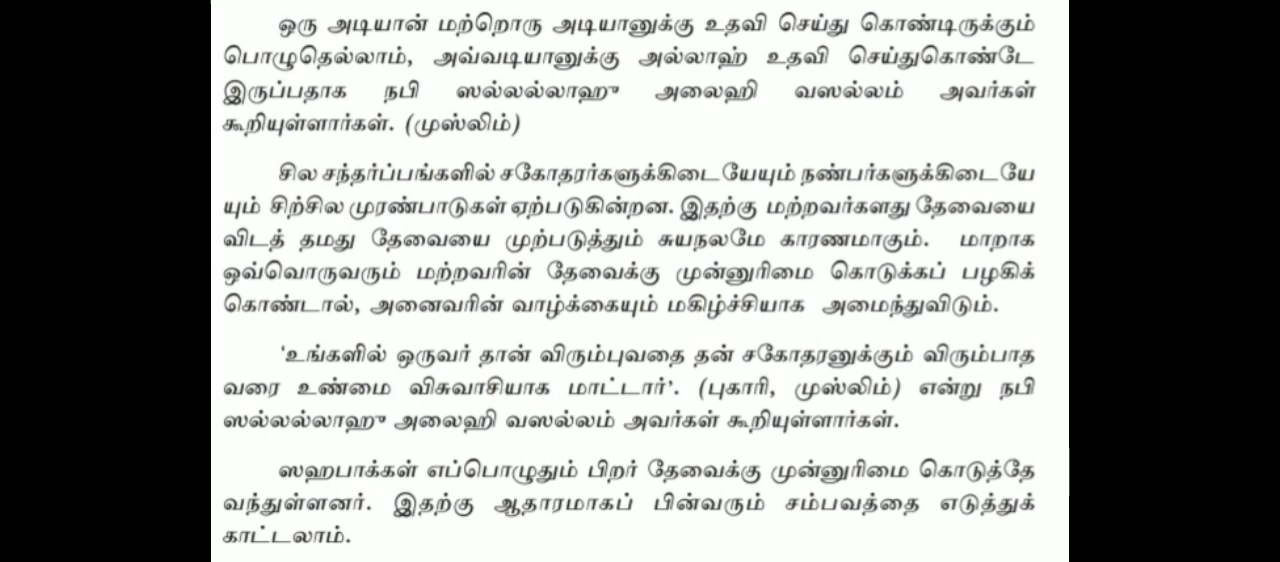 ஒரு அடியான் மற்றொரு அடியானுக்கு உதவி செய்து கொண்டிருக்கும்
பொழுதெல்லாம், அவ்வடியானுக்கு அல்லாஹ் உதவி செய்துகொண்டே
இருப்பதாக நபி ஸல்லல்லாஹு அலைஹி வஸல்லம் அவர்கள்
கூறியுள்ளார்கள். (முஸ்லிம்)
சில சந்தர்ப்பங்களில் சகோதரர்களுக்கிடையேயும் நண்பர்களுக்கிடையே
யும் சிற்சில முரண்பாடுகள் ஏற்படுகின்றன. இதற்கு மற்றவர்களது தேவையை
விடத் தமது தேவையை முற்படுத்தும் சுயநலமே காரணமாகும். மாறாக
ஒவ்வொருவரும் மற்றவரின் தேவைக்கு முன்னுரிமை கொடுக்கப் பழகிக்
கொண்டால், அனைவரின் வாழ்க்கையும் மகிழ்ச்சியாக அமைந்துவிடும்.
'உங்களில் ஒருவர் தான் விரும்புவதை தன் சகோதரனுக்கும் விரும்பாத
வரை உண்மை விசுவாசியாக மாட்டார்'. (புகாரி, முஸ்லிம்) என்று நபி
ஸல்லல்லாஹு அலைஹி வஸல்லம் அவர்கள் கூறியுள்ளார்கள்.
ஸஹபாக்கள் எப்பொழுதும் பிறர் தேவைக்கு முன்னுரிமை கொடுத்தே
வந்துள்ளனர். இதற்கு ஆதாரமாகப் பின்வரும் சம்பவத்தை எடுத்துக்
காட்டலாம்.